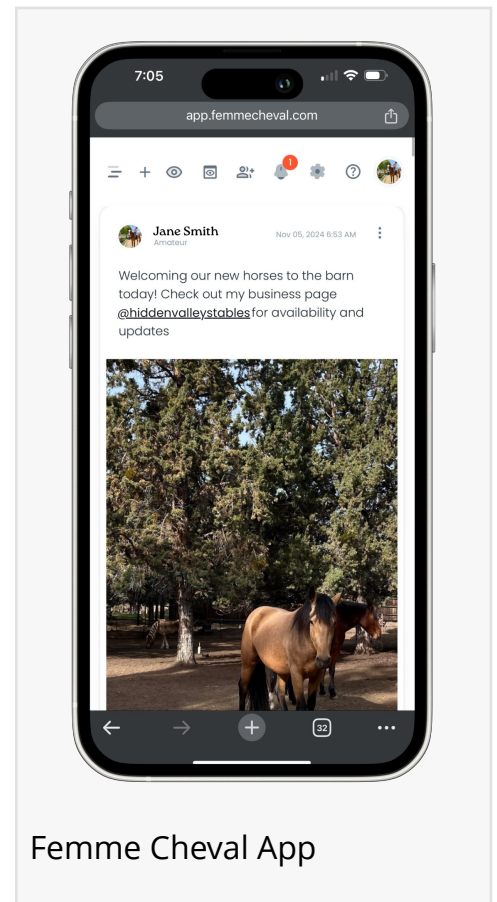 7:05
app.femmecheval.com
1
Jane Smith
Nov 05, 2024 6:53 AM
Amateur
Welcoming our new horses to the barn
today! Check out my business page
@hiddenvalleystables for availability and
updates
32
Femme Cheval App